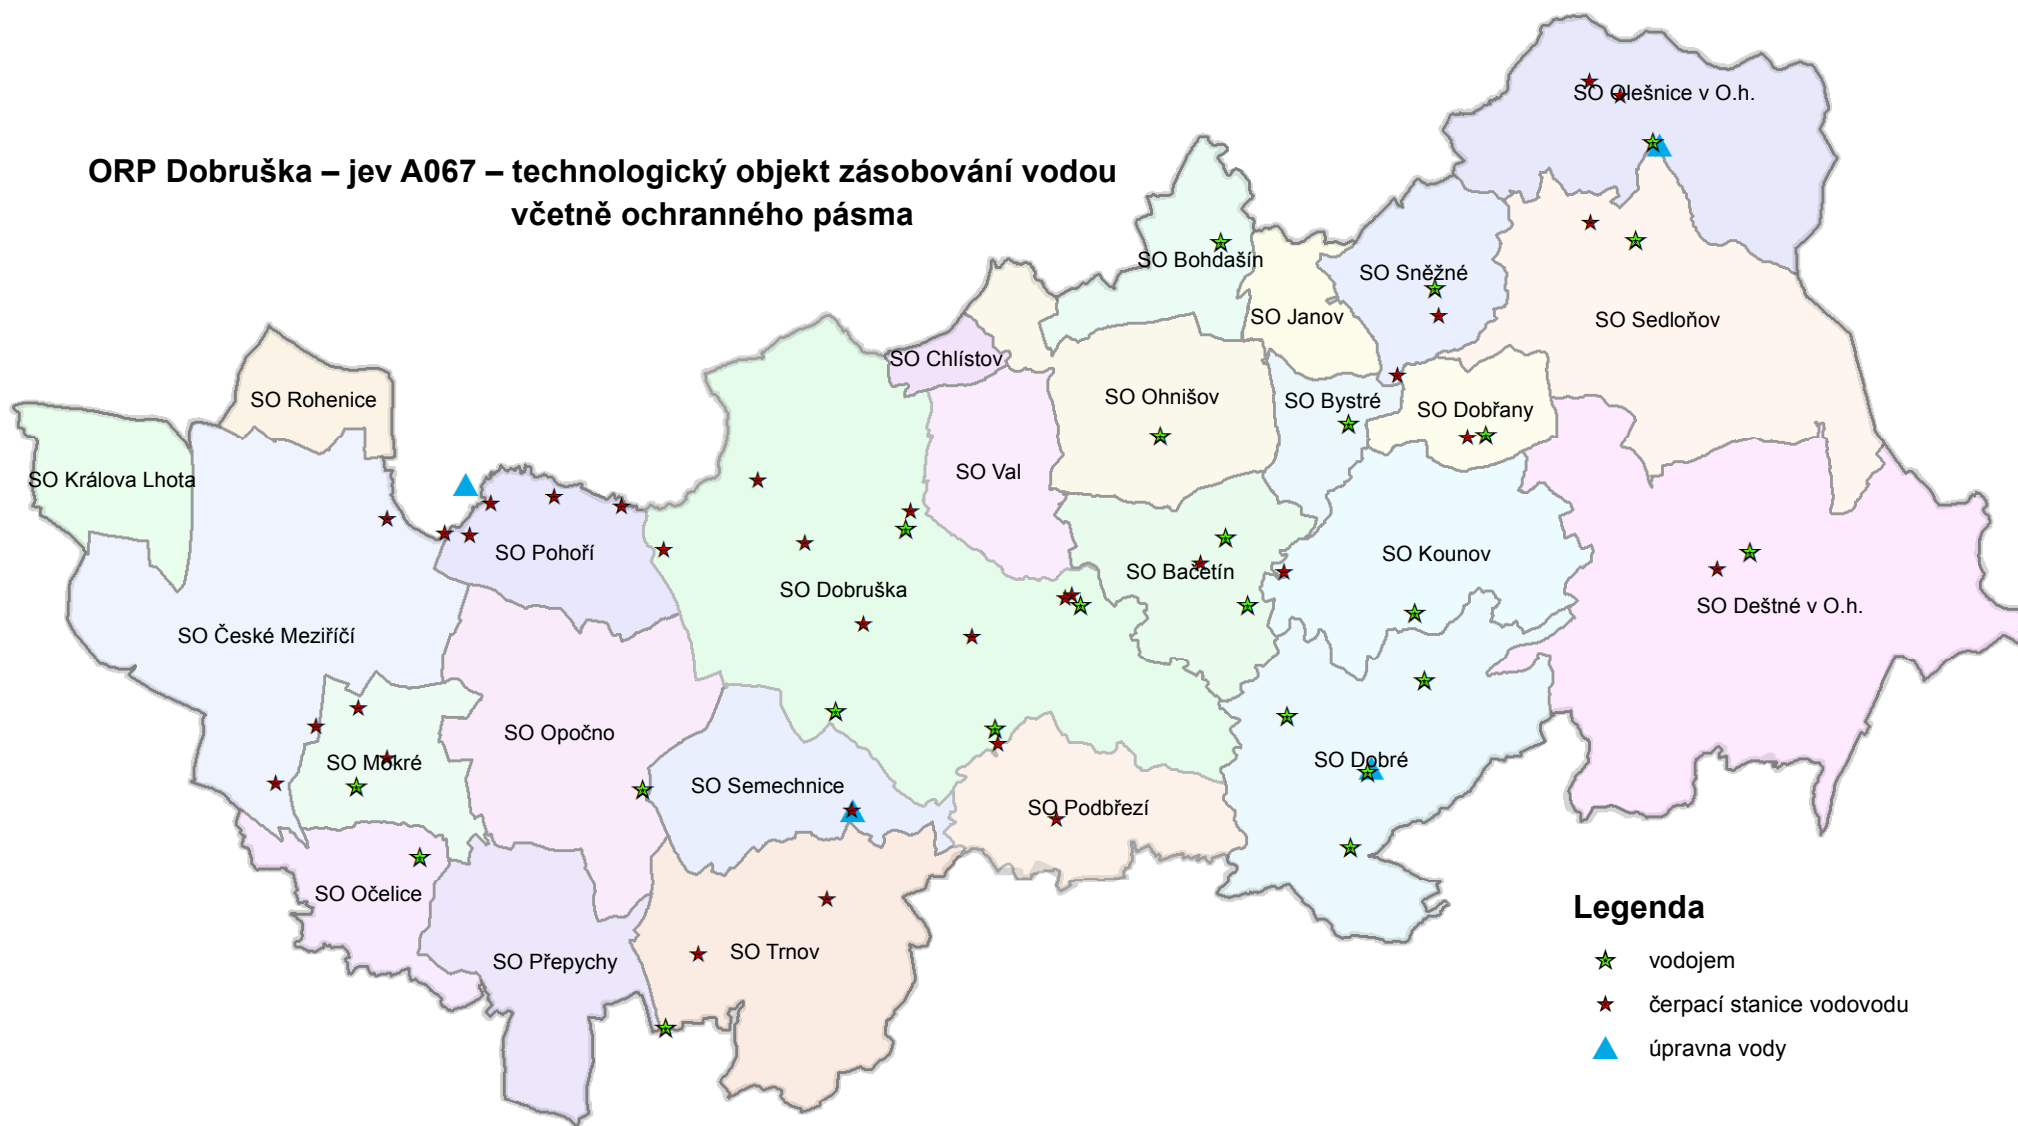 ORP Dobruška – jev A067 – technologický objekt zásobování vodou
včetně ochranného pásma
SO Olešnice v O.h.
SO Bohdašín
SO Sněžné
SO Janov
SO Sedloňov
SO Chlístov
SO Rohenice
SO Ohnišov
SO Bystré
SO Dobřany
SO Val
SO Králova Lhota
SO Pohoří
SO Kounov
SO Bačetín
SO Dobruška
SO Deštné v O.h.
SO České Meziříčí
SO Opočno
SO Mokré
SO Dobré
SO Semechnice
SO Podbřezí
SO Očelice
SO Trnov
SO Přepychy
Legenda
vodojem
čerpací stanice vodovodu
úpravna vody